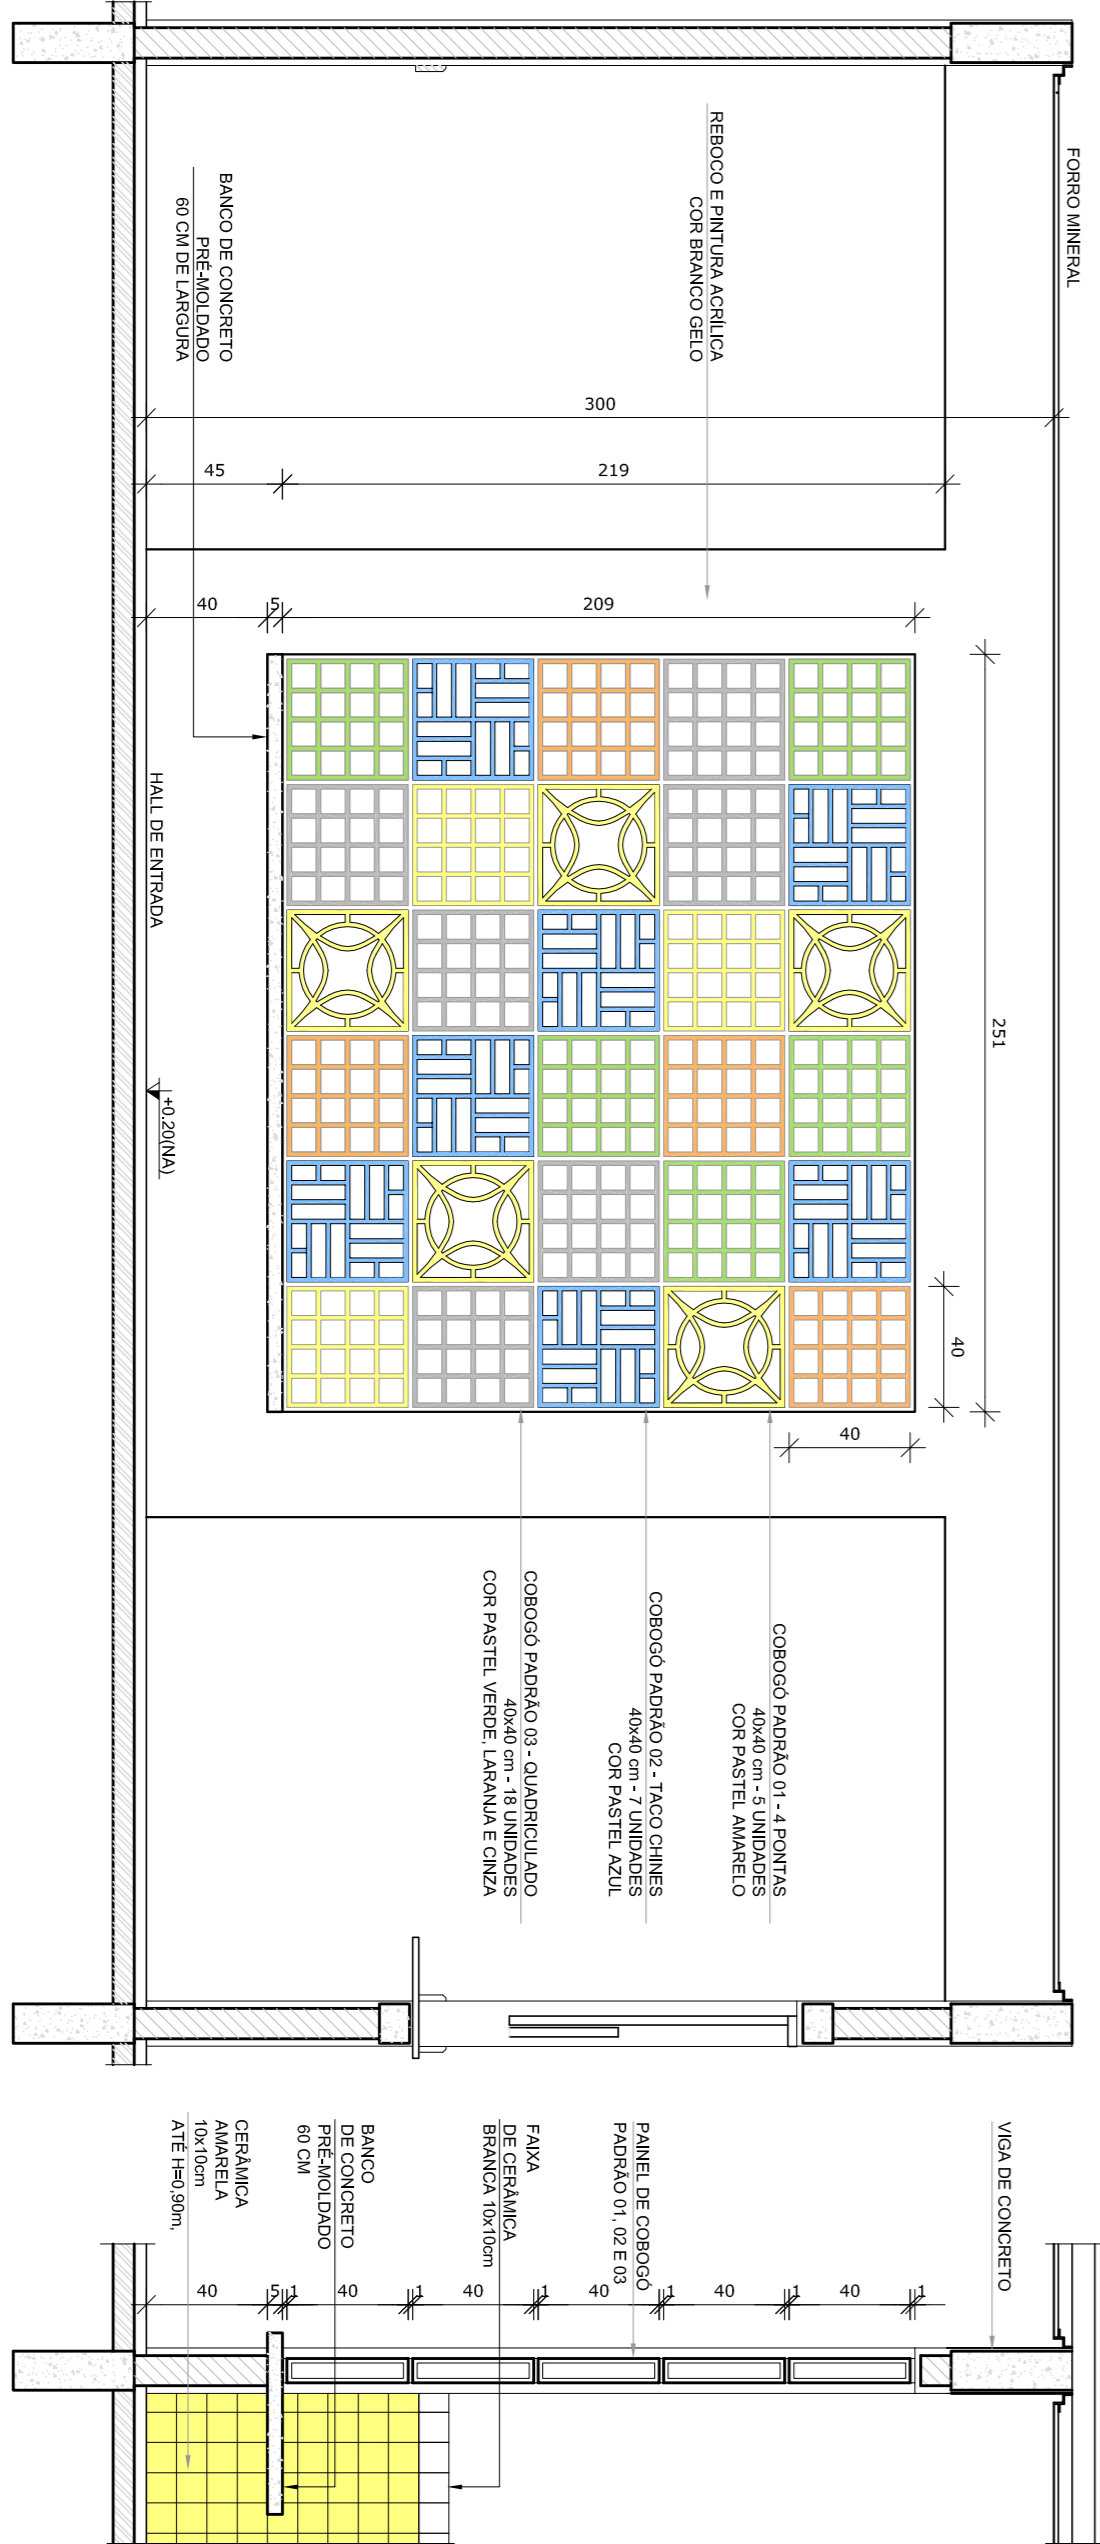 FORRO MINERAL
REBOCO E PINTURA ACRÍLICA
COR BRANCO GELO
BANCO DE CONCRETO
PRÉ-MOLDADO
60 CM DE LARGURA
300
45
219
40
5
209
251
40
40
HALL DE ENTRADA
+0.20(NA)
COBOGÓ PADRÃO 01 - 4 PONTAS
40x40 cm - 5 UNIDADES
COR PASTEL AMARELO
COBOGÓ PADRÃO 02 - TACO CHINES
40x40 cm - 7 UNIDADES
COR PASTEL AZUL
COBOGÓ PADRÃO 03 - QUADRICULADO
40x40 cm - 18 UNIDADES
COR PASTEL VERDE, LARANJA E CINZA
VIGA DE CONCRETO
PAINEL DE COBOGÓ
PADRÃO 01, 02 E 03
FAIXA
DE CERÂMICA
BRANCA 10x10cm
BANCO
DE CONCRETO
PRÉ-MOLDADO
60 CM
CERÂMICA
AMARELA
10x10cm
ATÉ H=0,90m,
40
5
1
40
1
40
1
40
1
40
1
40
1